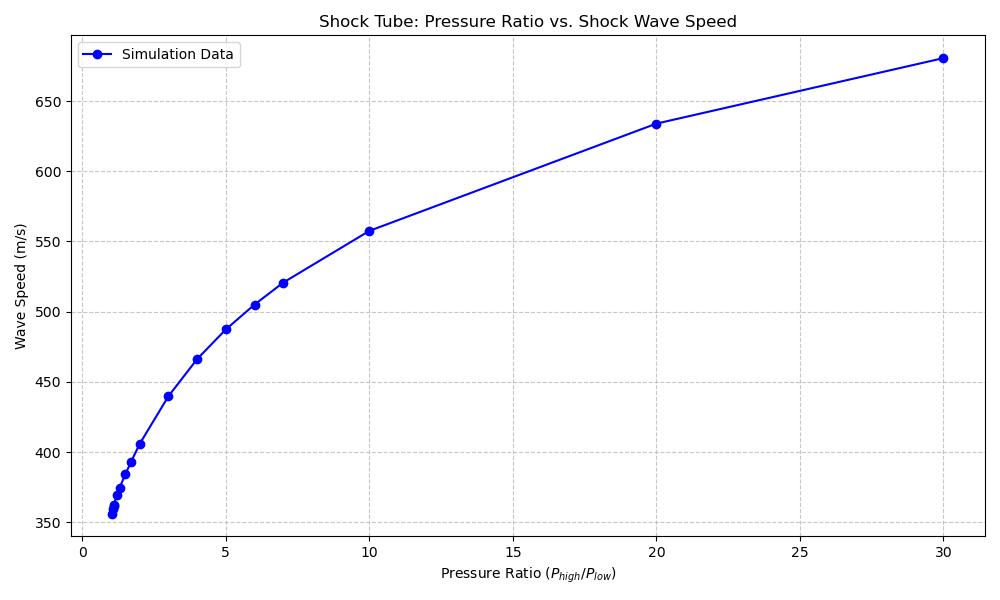 Shock Tube: Pressure Ratio vs. Shock Wave Speed
Simulation Data
Wave Speed (m/s)
650
600
550
500
450
400
350
0 5 10 15 20 25 30
Pressure Ratio (P_high/P_low)